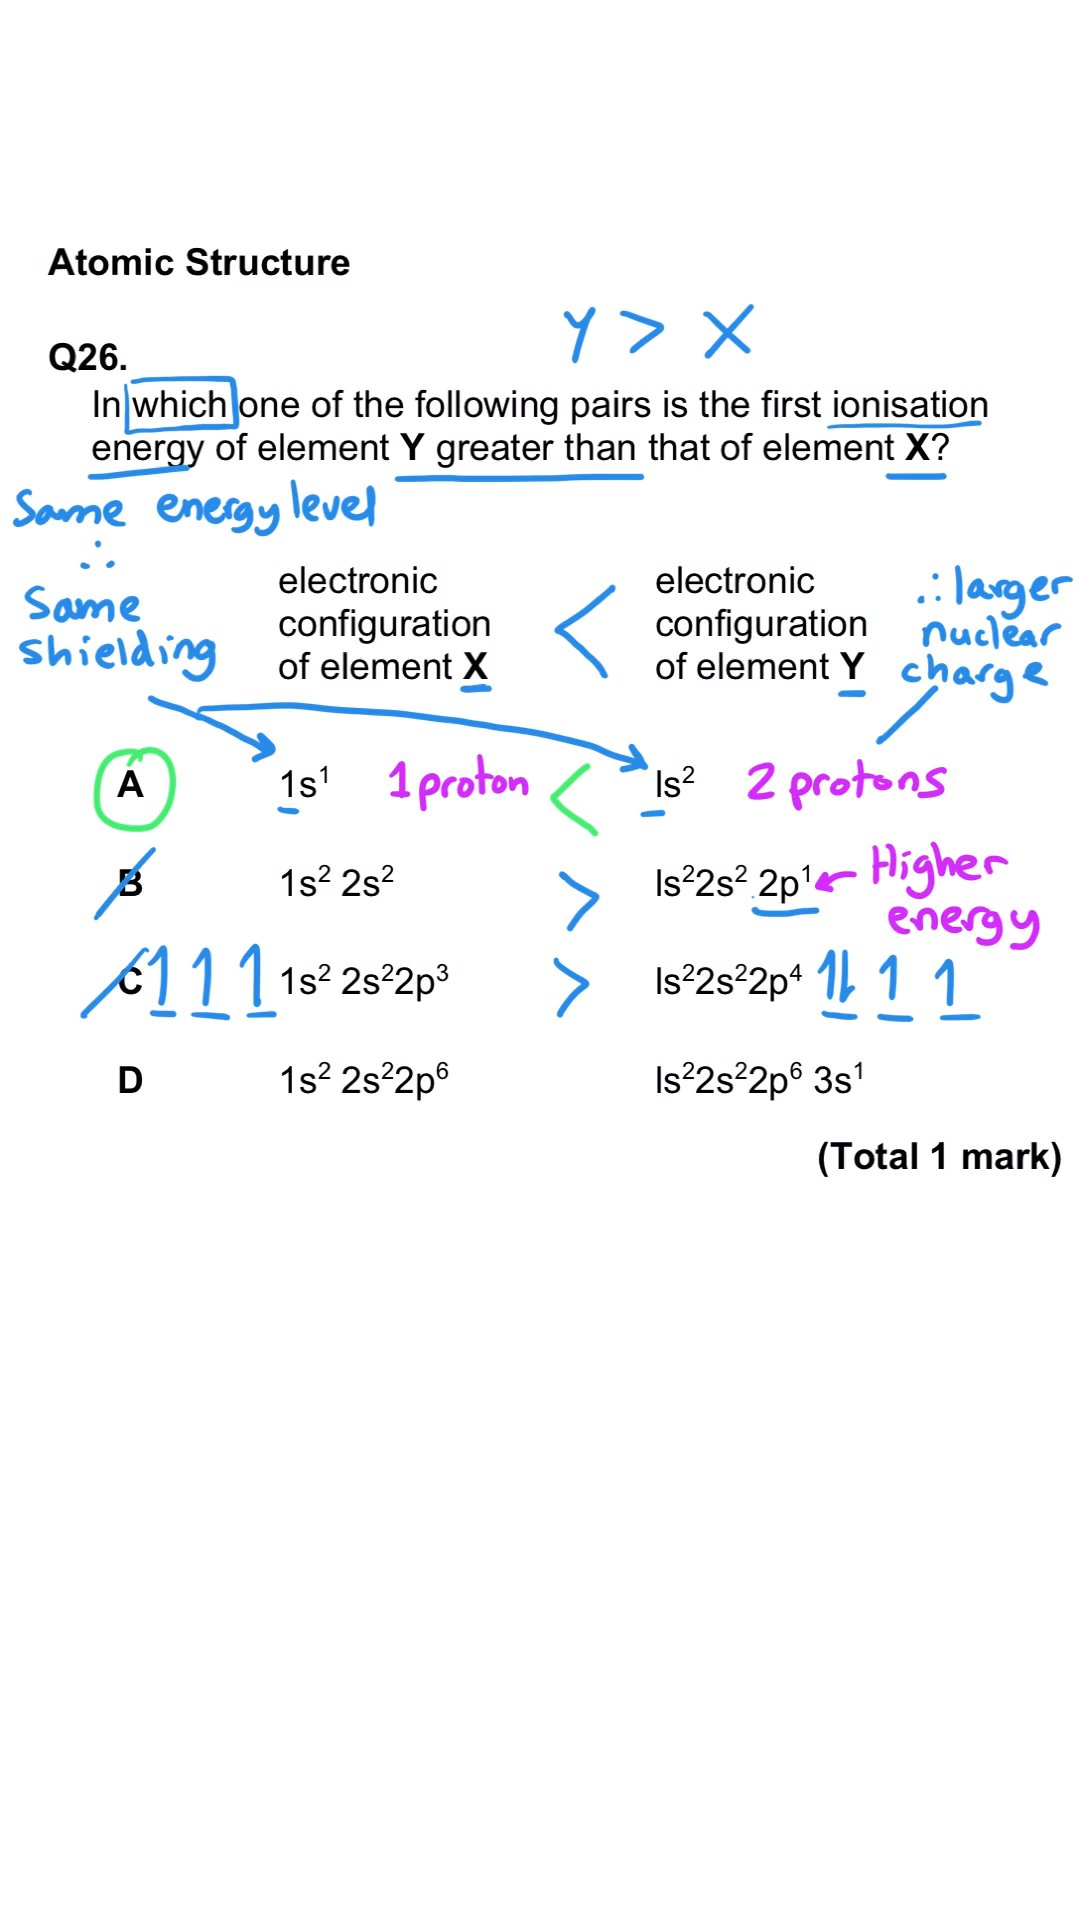 Atomic Structure
Y > X
Q26.
In which one of the following pairs is the first ionisation
energy of element Y greater than that of element X?
Same energy level
∴
Same
shielding
electronic
configuration
of element X
<
electronic
configuration
of element Y
∴ larger
nuclear
charge
A 1s¹ 1 proton < ls² 2 protons
B 1s² 2s² > ls²2s² 2p¹ ← Higher
energy
C 1 1 1 1s² 2s²2p³ > ls²2s²2p⁴ 1l 1 1
D 1s² 2s²2p⁶ ls²2s²2p⁶ 3s¹
(Total 1 mark)